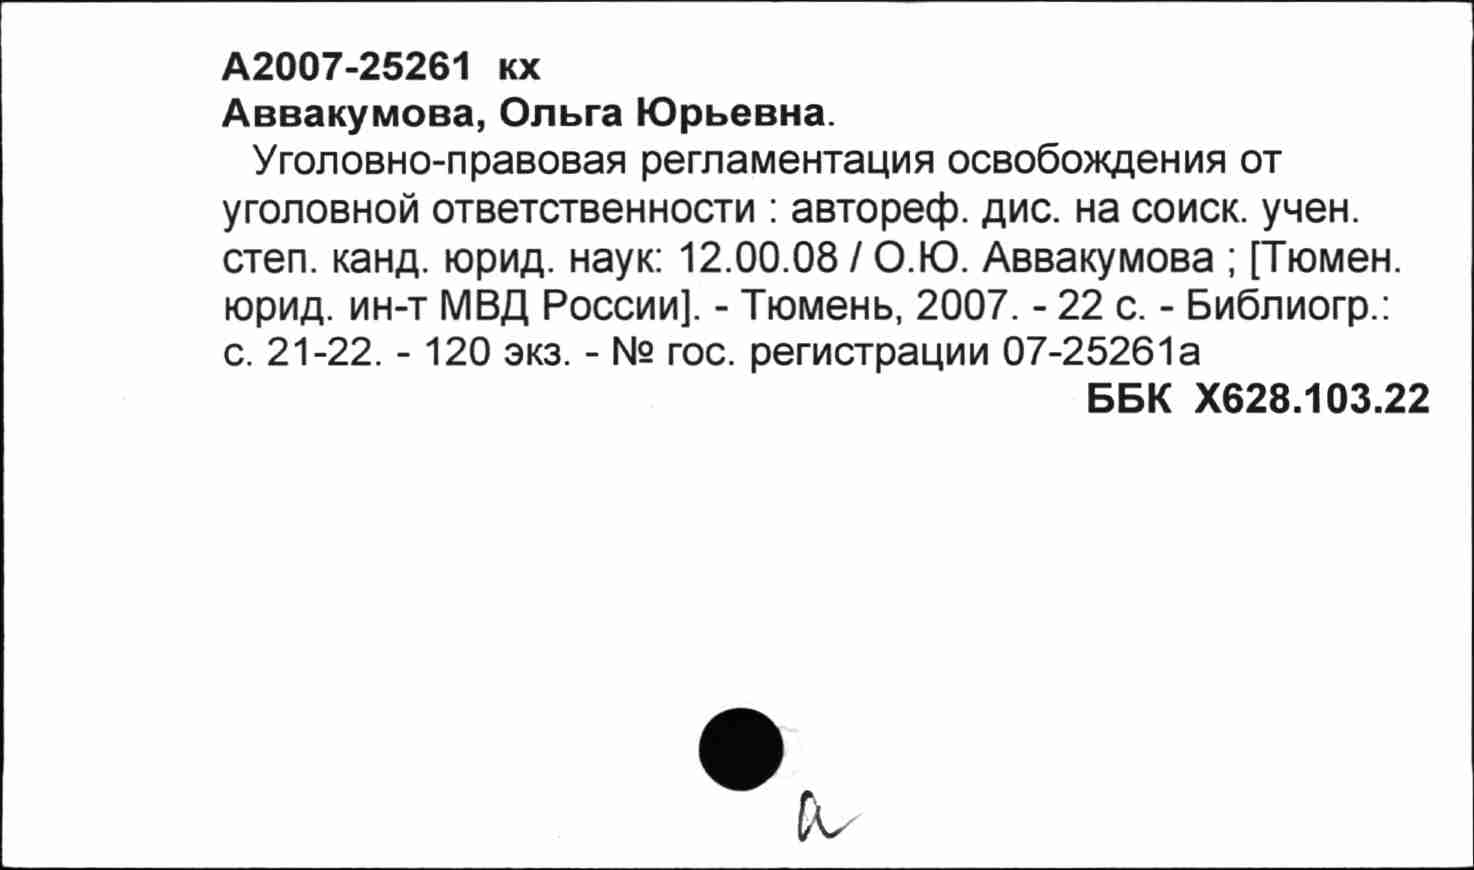 А2007-25261 кх
Аввакумова, Ольга Юрьевна.
Уголовно-правовая регламентация освобождения от
уголовной ответственности : автореф. дис. на соиск. учен.
степ. канд. юрид. наук: 12.00.08 / О.Ю. Аввакумова ; [Тюмен.
юрид. ин-т МВД России]. - Тюмень, 2007. - 22 с. - Библиогр.:
с. 21-22. - 120 экз. - № гос. регистрации 07-25261а
ББК Х628.103.22
а